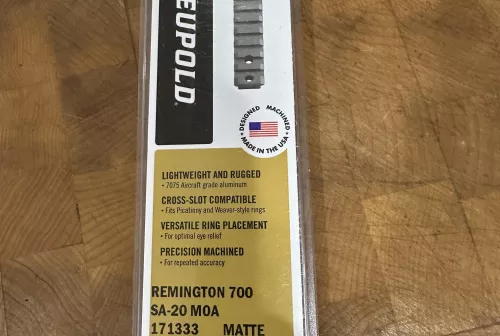 EUPOLD
DESIGNED MACHINED
MADE IN THE USA
LIGHTWEIGHT AND RUGGED
• 7075 Aircraft grade aluminum
CROSS-SLOT COMPATIBLE
• Fits Picatinny and Weaver-style rings
VERSATILE RING PLACEMENT
• For optimal eye relief
PRECISION MACHINED
• For repeated accuracy
REMINGTON 700
SA-20 MOA
171333 MATTE